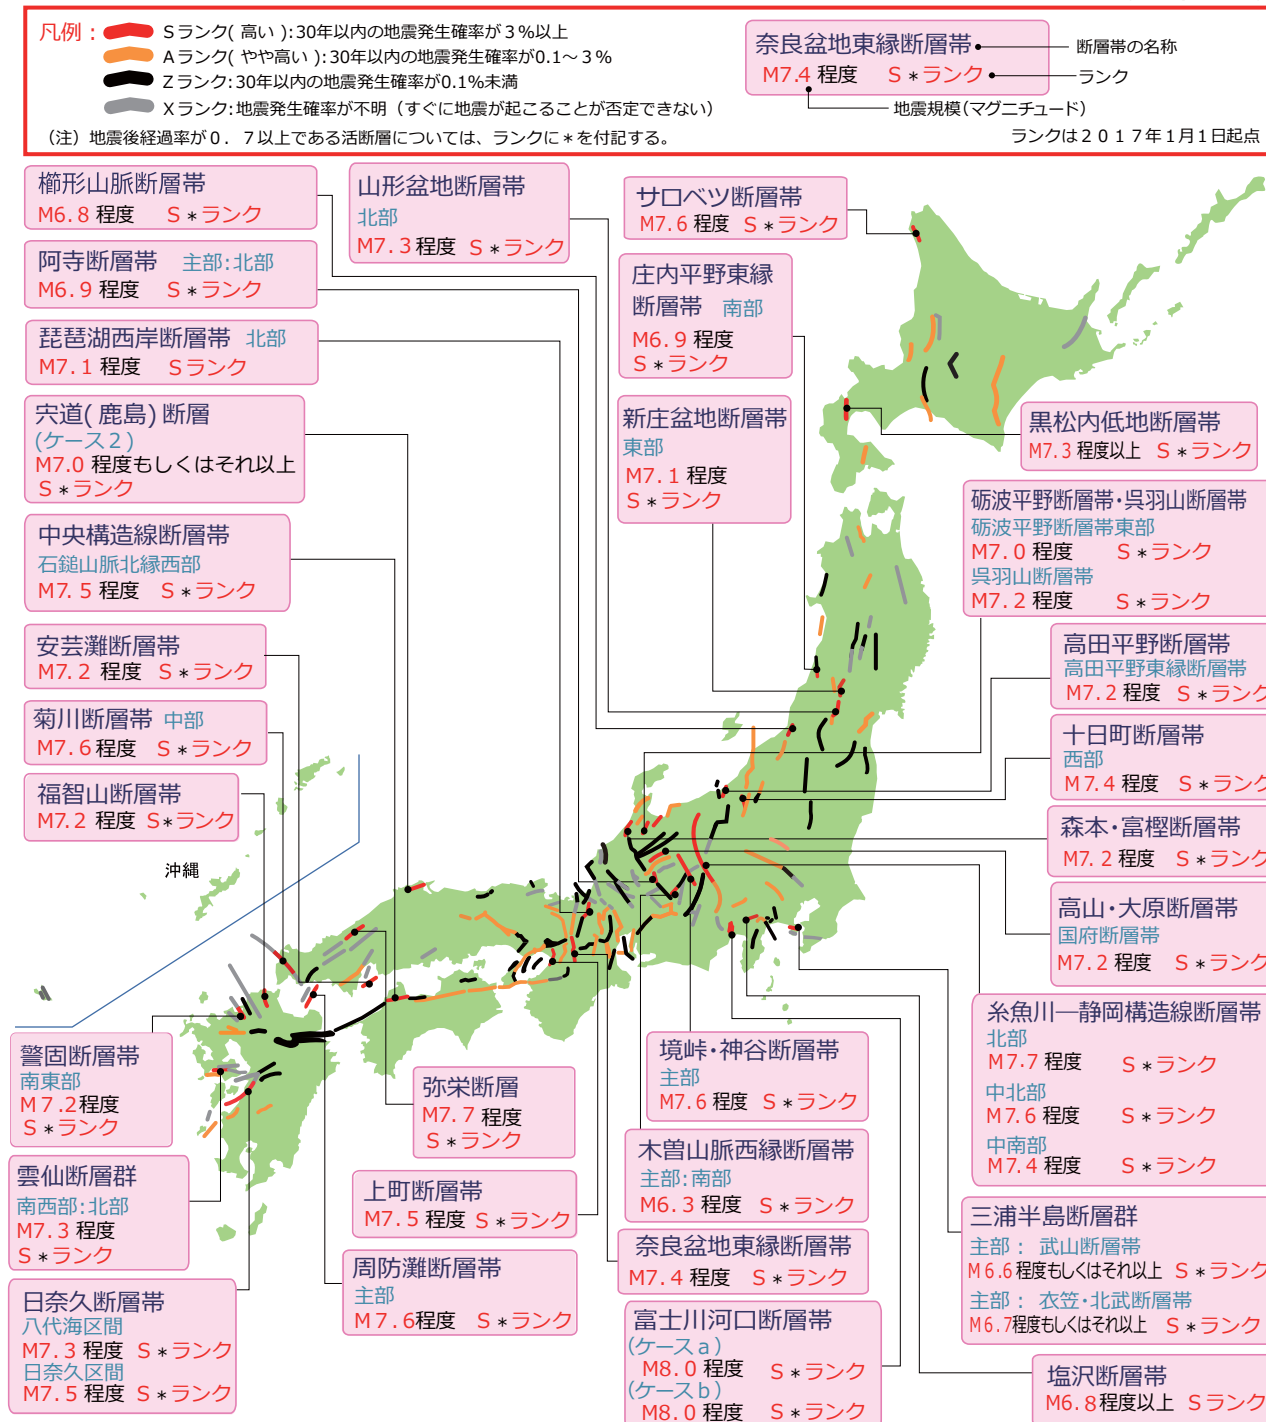 凡例：
Sランク(高い):30年以内の地震発生確率が3%以上
Aランク(やや高い):30年以内の地震発生確率が0.1～3%
Zランク:30年以内の地震発生確率が0.1%未満
Xランク:地震発生確率が不明（すぐに地震が起こることが否定できない）
（注）地震後経過率が0．7以上である活断層については、ランクに＊を付記する。
奈良盆地東縁断層帯
M7.4 程度 S＊ランク
断層帯の名称
ランク
地震規模(マグニチュード)
ランクは2017年1月1日起点
櫛形山脈断層帯
M6.8 程度 S＊ランク
阿寺断層帯 主部:北部
M6.9 程度 S＊ランク
琵琶湖西岸断層帯 北部
M7.1 程度 Sランク
宍道(鹿島)断層
(ケース2)
M7.0 程度もしくはそれ以上
S＊ランク
中央構造線断層帯
石鎚山脈北縁西部
M7.5 程度 S＊ランク
安芸灘断層帯
M7.2 程度 S＊ランク
菊川断層帯 中部
M7.6 程度 S＊ランク
福智山断層帯
M7.2 程度 S＊ランク
沖縄
山形盆地断層帯
北部
M7.3 程度 S＊ランク
サロベツ断層帯
M7.6 程度 S＊ランク
庄内平野東縁
断層帯 南部
M6.9 程度
S＊ランク
新庄盆地断層帯
東部
M7.1 程度
S＊ランク
黒松内低地断層帯
M7.3 程度以上 S＊ランク
砺波平野断層帯・呉羽山断層帯
砺波平野断層帯東部
M7.0 程度 S＊ランク
呉羽山断層帯
M7.2 程度 S＊ランク
高田平野断層帯
高田平野東縁断層帯
M7.2 程度 S＊ランク
十日町断層帯
西部
M7.4 程度 S＊ランク
森本・富樫断層帯
M7.2 程度 S＊ランク
高山・大原断層帯
国府断層帯
M7.2 程度 S＊ランク
糸魚川―静岡構造線断層帯
北部
M7.7 程度 S＊ランク
中北部
M7.6 程度 S＊ランク
中南部
M7.4 程度 S＊ランク
警固断層帯
南東部
M7.2程度
S＊ランク
雲仙断層群
南西部:北部
M7.3 程度
S＊ランク
日奈久断層帯
八代海区間
M7.3 程度 S＊ランク
日奈久区間
M7.5 程度 S＊ランク
弥栄断層
M7.7 程度
S＊ランク
上町断層帯
M7.5 程度 S＊ランク
周防灘断層帯
主部
M7.6程度 S＊ランク
境峠・神谷断層帯
主部
M7.6 程度 S＊ランク
木曽山脈西縁断層帯
主部:南部
M6.3 程度 S＊ランク
奈良盆地東縁断層帯
M7.4 程度 S＊ランク
富士川河口断層帯
(ケースa)
M8.0 程度 S＊ランク
(ケースb)
M8.0 程度 S＊ランク
三浦半島断層群
主部： 武山断層帯
M6.6程度もしくはそれ以上 S＊ランク
主部： 衣笠・北武断層帯
M6.7程度もしくはそれ以上 S＊ランク
塩沢断層帯
M6.8程度以上 Sランク